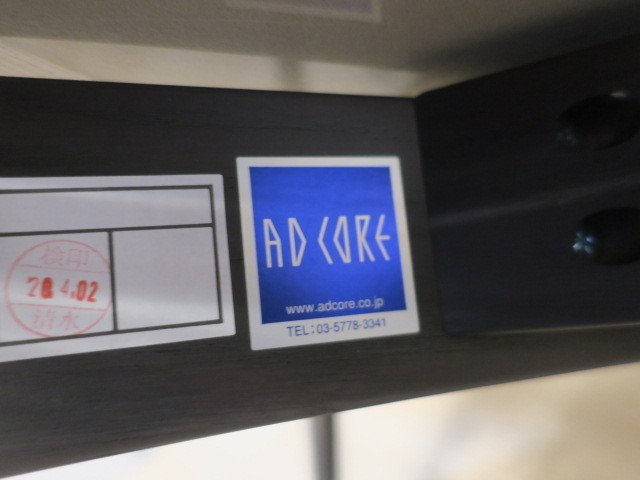 検印
28.4.02
清水
AD CORE
www.adcore.co.jp
TEL:03-5778-3341